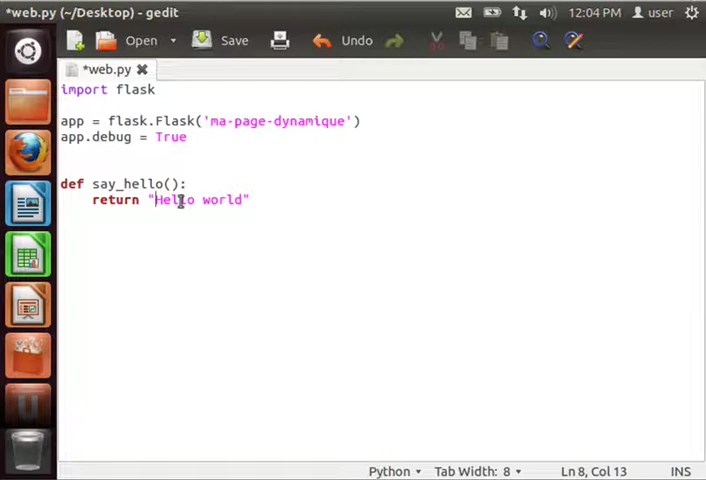 *web.py (~/Desktop) - gedit
12:04 PM user
Open Save Undo
*web.py
import flask
app = flask.Flask('ma-page-dynamique')
app.debug = True
def say_hello():
return "Hello world"
Python Tab Width: 8 Ln 8, Col 13 INS